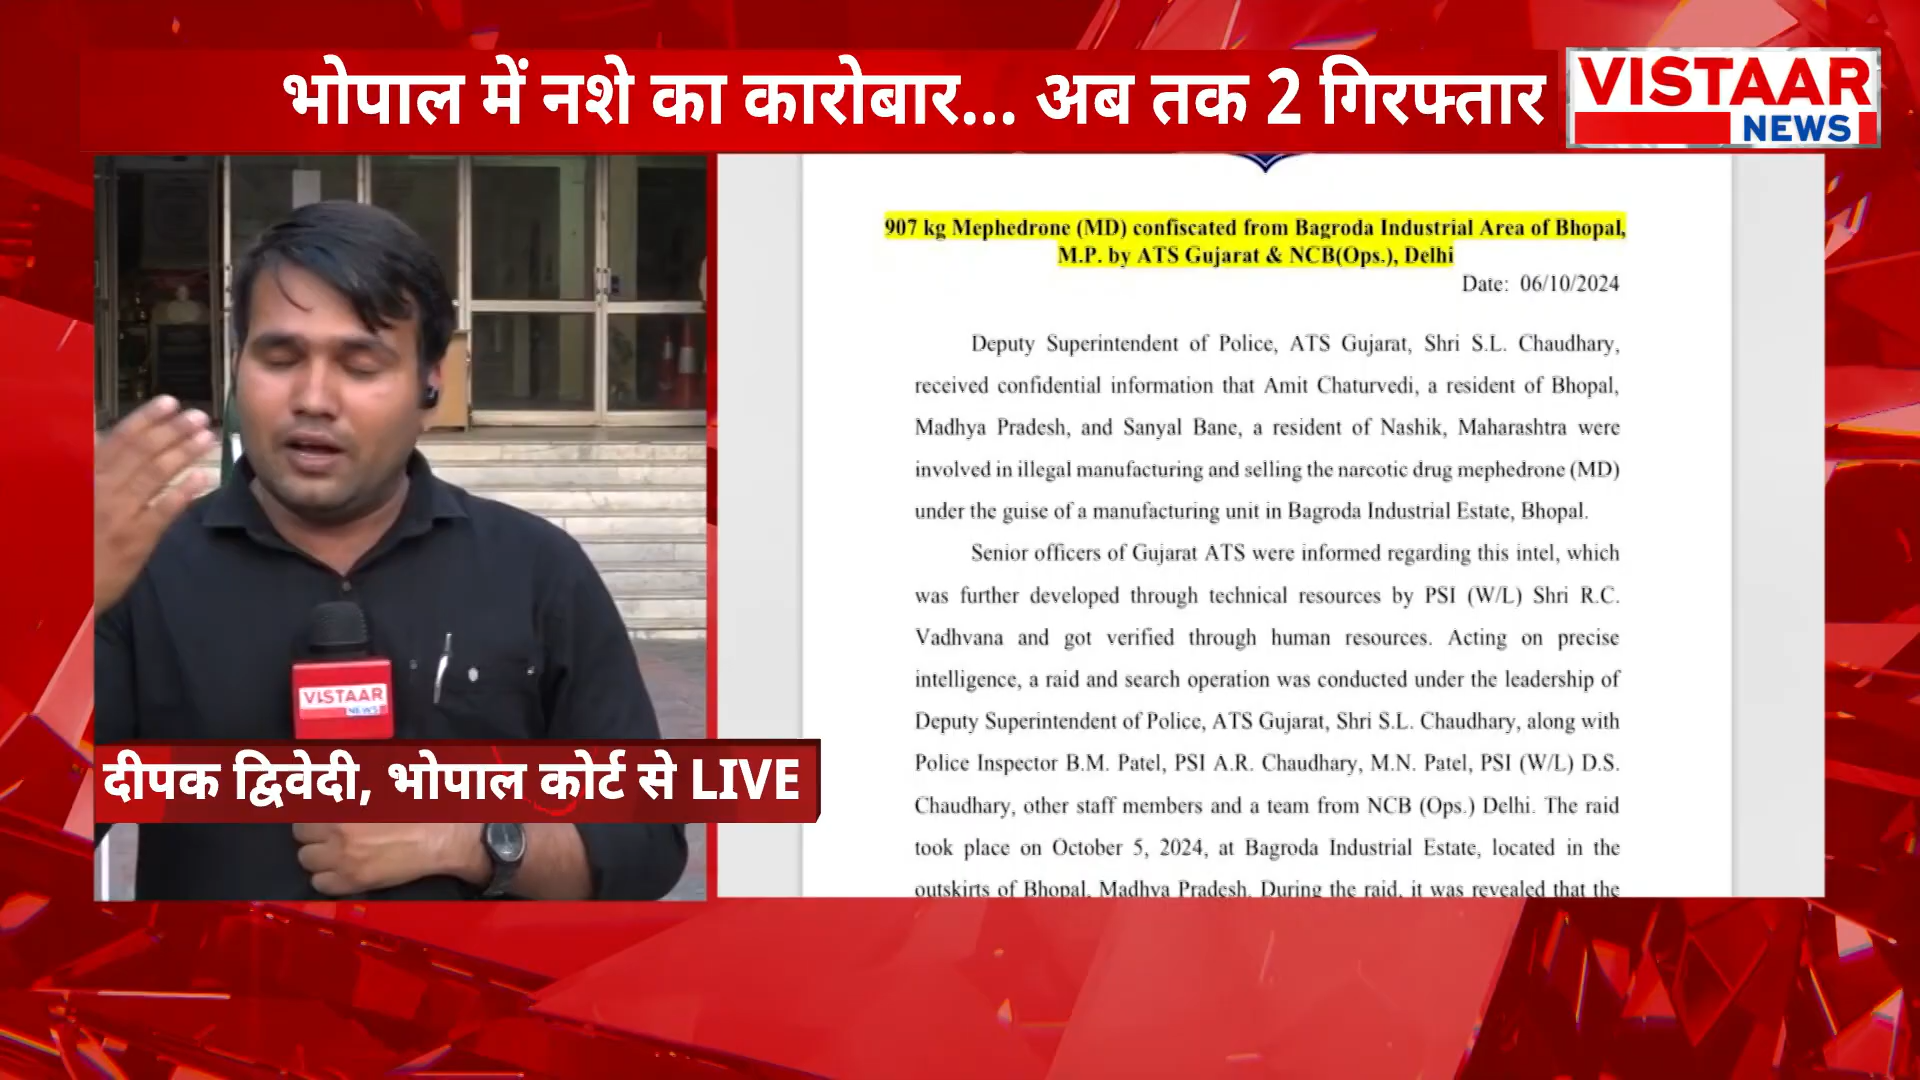 भोपाल में नशे का कारोबार... अब तक 2 गिरफ्तार
VISTAAR
NEWS
907 kg Mephedrone (MD) confiscated from Bagroda Industrial Area of Bhopal,
M.P. by ATS Gujarat & NCB(Ops.), Delhi
Date: 06/10/2024
Deputy Superintendent of Police, ATS Gujarat, Shri S.L. Chaudhary,
received confidential information that Amit Chaturvedi, a resident of Bhopal,
Madhya Pradesh, and Sanyal Bane, a resident of Nashik, Maharashtra were
involved in illegal manufacturing and selling the narcotic drug mephedrone (MD)
under the guise of a manufacturing unit in Bagroda Industrial Estate, Bhopal.
Senior officers of Gujarat ATS were informed regarding this intel, which
was further developed through technical resources by PSI (W/L) Shri R.C.
Vadhvana and got verified through human resources. Acting on precise
intelligence, a raid and search operation was conducted under the leadership of
Deputy Superintendent of Police, ATS Gujarat, Shri S.L. Chaudhary, along with
Police Inspector B.M. Patel, PSI A.R. Chaudhary, M.N. Patel, PSI (W/L) D.S.
Chaudhary, other staff members and a team from NCB (Ops.) Delhi. The raid
took place on October 5, 2024, at Bagroda Industrial Estate, located in the
outskirts of Bhopal, Madhya Pradesh. During the raid, it was revealed that the
VISTAAR
NEWS
दीपक द्विवेदी, भोपाल कोर्ट से LIVE